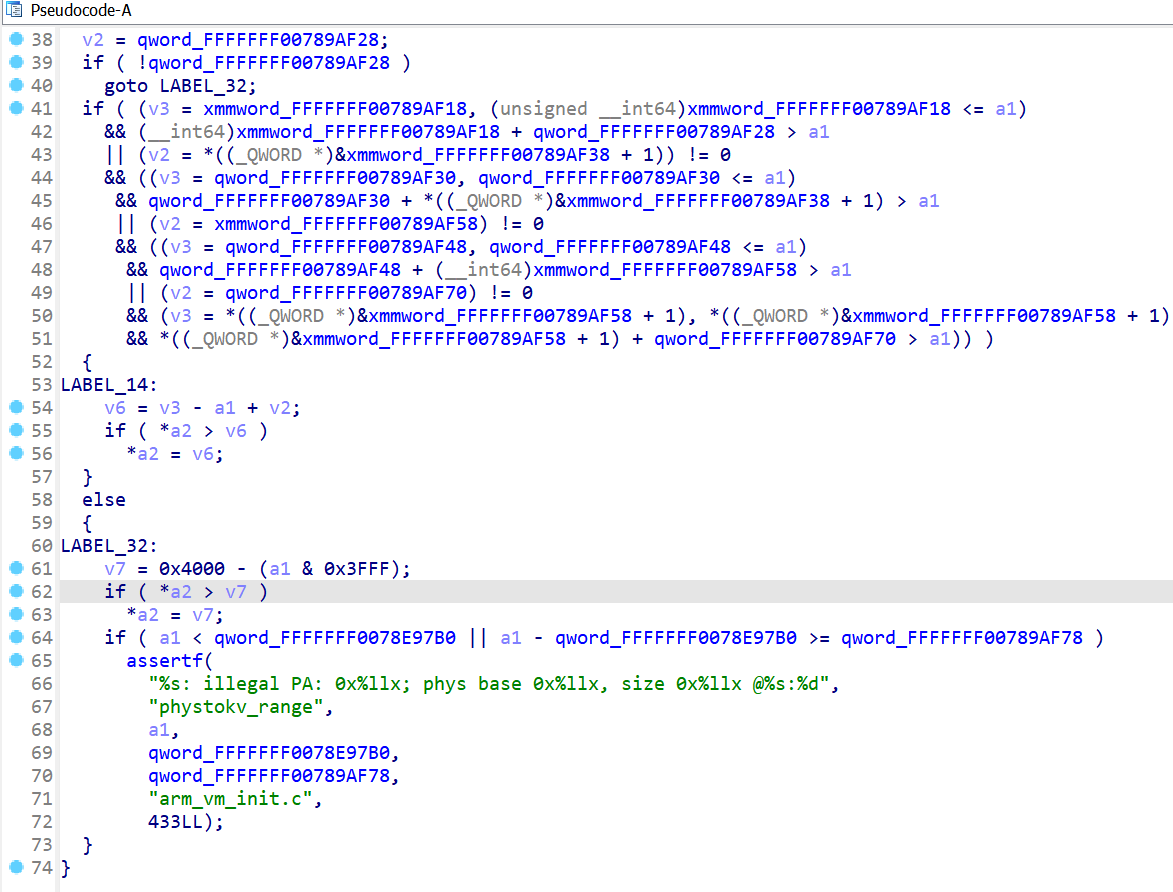 Pseudocode-A
38 v2 = qword_FFFFFFF00789AF28;
39 if ( !qword_FFFFFFF00789AF28 )
40 goto LABEL_32;
41 if ( (v3 = xmmword_FFFFFFF00789AF18, (unsigned __int64)xmmword_FFFFFFF00789AF18 <= a1)
42 && (__int64)xmmword_FFFFFFF00789AF18 + qword_FFFFFFF00789AF28 > a1
43 || (v2 = *((_QWORD *)&xmmword_FFFFFFF00789AF38 + 1)) != 0
44 && ((v3 = qword_FFFFFFF00789AF30, qword_FFFFFFF00789AF30 <= a1)
45 && qword_FFFFFFF00789AF30 + *((_QWORD *)&xmmword_FFFFFFF00789AF38 + 1) > a1
46 || (v2 = xmmword_FFFFFFF00789AF58) != 0
47 && ((v3 = qword_FFFFFFF00789AF48, qword_FFFFFFF00789AF48 <= a1)
48 && qword_FFFFFFF00789AF48 + (__int64)xmmword_FFFFFFF00789AF58 > a1
49 || (v2 = qword_FFFFFFF00789AF70) != 0
50 && (v3 = *((_QWORD *)&xmmword_FFFFFFF00789AF58 + 1), *((_QWORD *)&xmmword_FFFFFFF00789AF58 + 1)
51 && *((_QWORD *)&xmmword_FFFFFFF00789AF58 + 1) + qword_FFFFFFF00789AF70 > a1)) )
52 {
53 LABEL_14:
54 v6 = v3 - a1 + v2;
55 if ( *a2 > v6 )
56 *a2 = v6;
57 }
58 else
59 {
60 LABEL_32:
61 v7 = 0x4000 - (a1 & 0x3FFF);
62 if ( *a2 > v7 )
63 *a2 = v7;
64 if ( a1 < qword_FFFFFFF0078E97B0 || a1 - qword_FFFFFFF0078E97B0 >= qword_FFFFFFF00789AF78 )
65 assertf(
66 "%s: illegal PA: 0x%llx; phys base 0x%llx, size 0x%llx @%s:%d",
67 "phystokv_range",
68 a1,
69 qword_FFFFFFF0078E97B0,
70 qword_FFFFFFF00789AF78,
71 "arm_vm_init.c",
72 433LL);
73 }
74 }